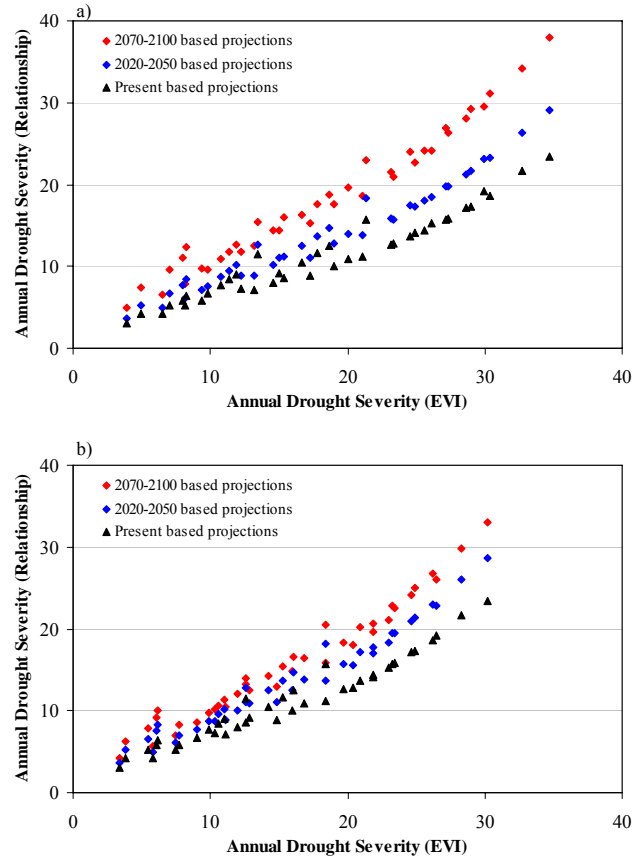 a)
40
30
20
10
0
Annual Drought Severity (Relationship)
2070-2100 based projections
2020-2050 based projections
Present based projections
0 10 20 30 40
Annual Drought Severity (EVI)
b)
40
30
20
10
0
Annual Drought Severity (Relationship)
2070-2100 based projections
2020-2050 based projections
Present based projections
0 10 20 30 40
Annual Drought Severity (EVI)